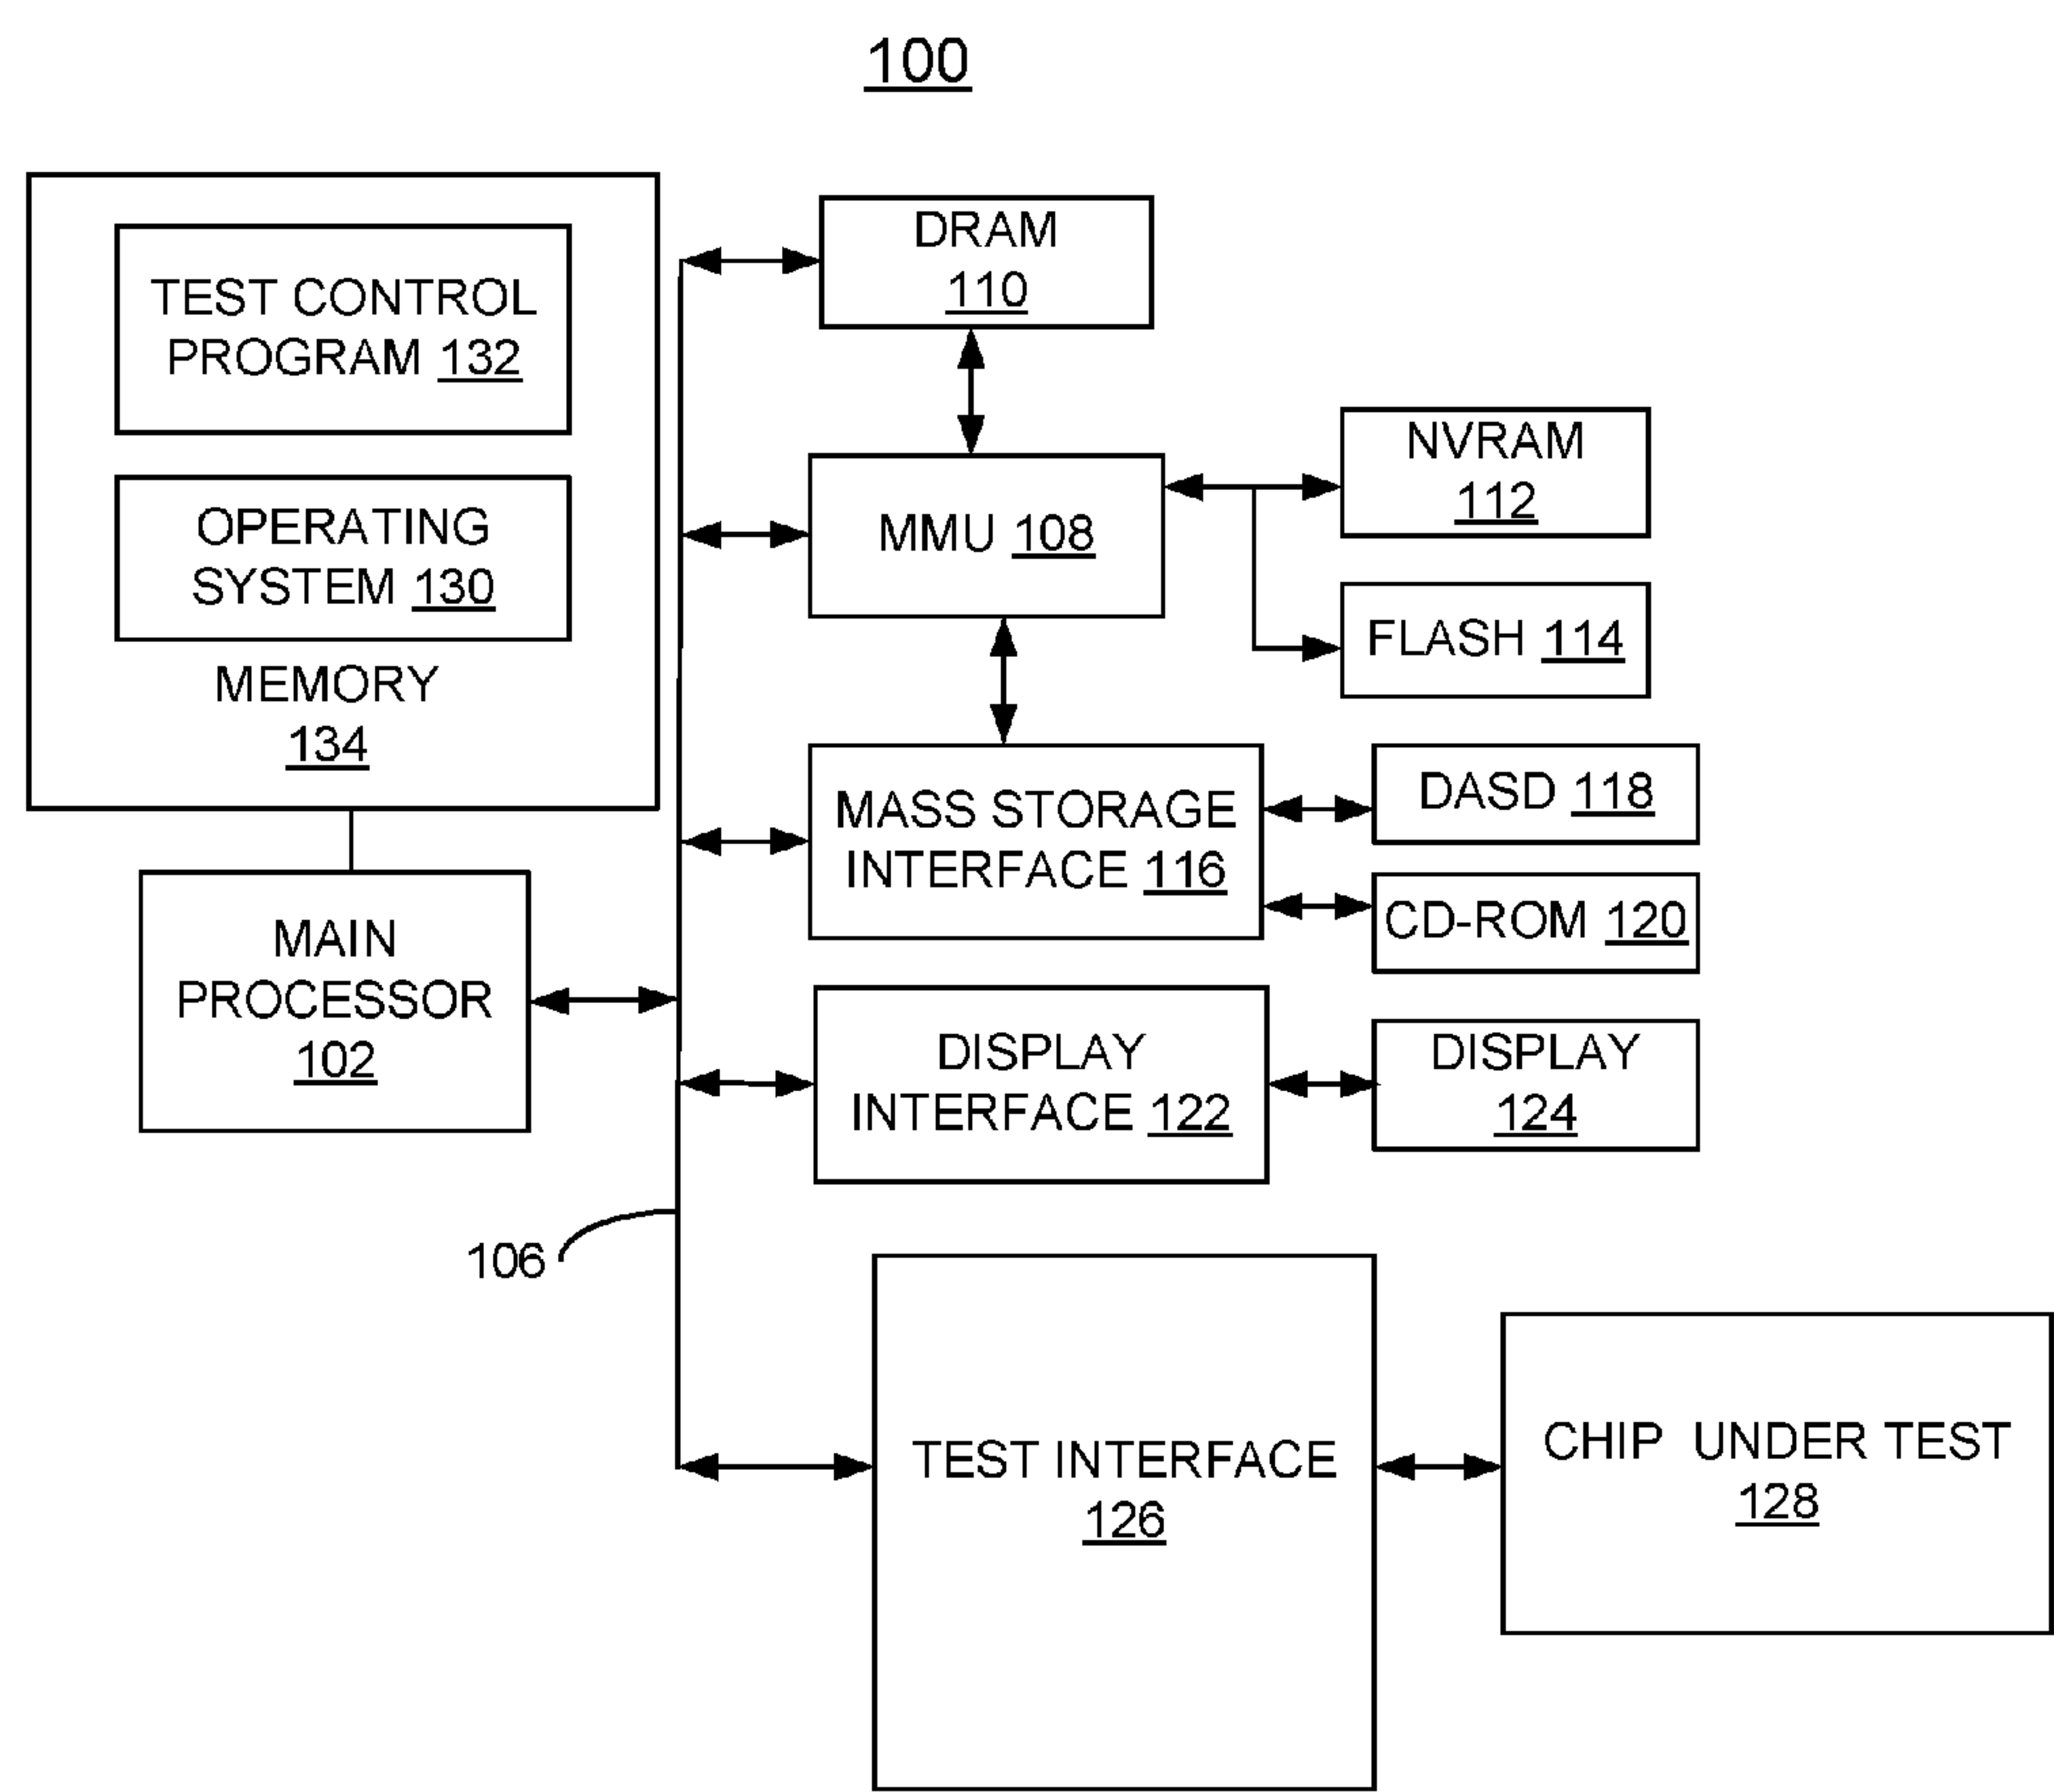 100
TEST CONTROL
PROGRAM 132
OPERATING
SYSTEM 130
MEMORY
134
MAIN
PROCESSOR
102
106
DRAM
110
MMU 108
NVRAM
112
FLASH 114
MASS STORAGE
INTERFACE 116
DASD 118
CD-ROM 120
DISPLAY
INTERFACE 122
DISPLAY
124
TEST INTERFACE
126
CHIP UNDER TEST
128